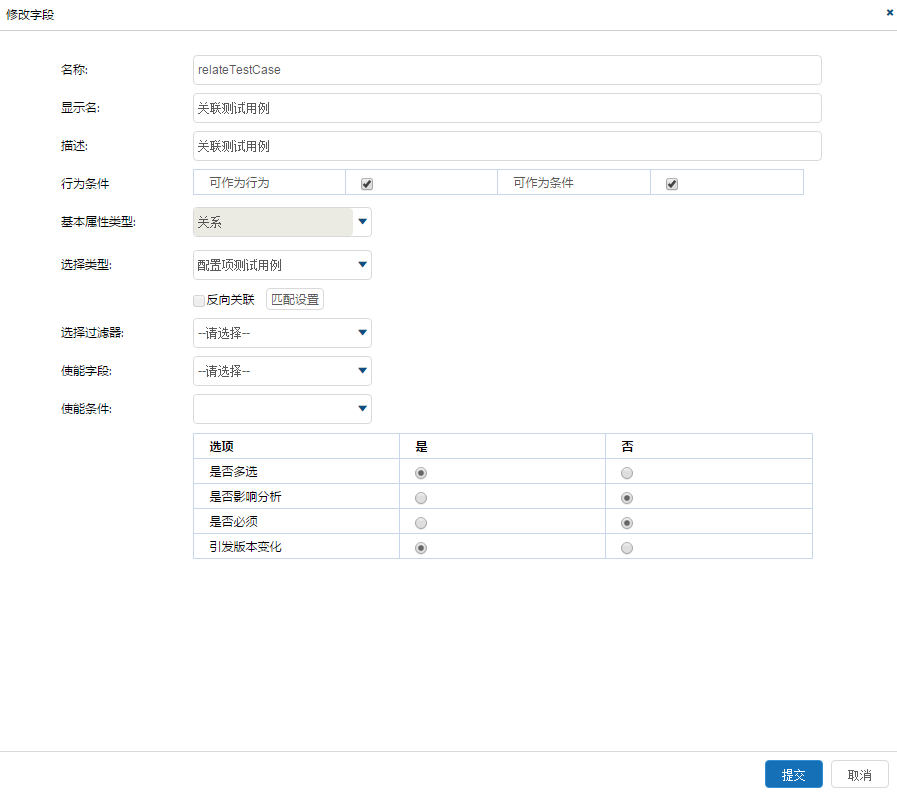 修改字段
名称: relateTestCase
显示名: 关联测试用例
描述: 关联测试用例
行为条件 可作为行为 可作为条件
基本属性类型: 关系
选择类型: 配置项测试用例
反向关联 匹配设置
选择过滤器: --请选择--
使能字段: --请选择--
使能条件:
选项 是 否
是否多选
是否影响分析
是否必须
引发版本变化
提交 取消